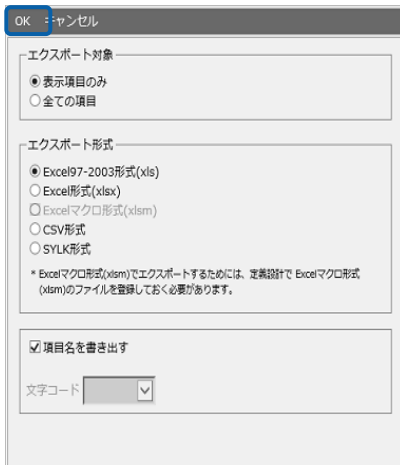 OK キャンセル
エクスポート対象
表示項目のみ
全ての項目
エクスポート形式
Excel97-2003形式(xls)
Excel形式(xlsx)
Excelマクロ形式(xlsm)
CSV形式
SYLK形式
* Excelマクロ形式(xlsm)でエクスポートするためには、定義設計で Excelマクロ形式
(xlsm)のファイルを登録しておく必要があります。
項目名を書き出す
文字コード